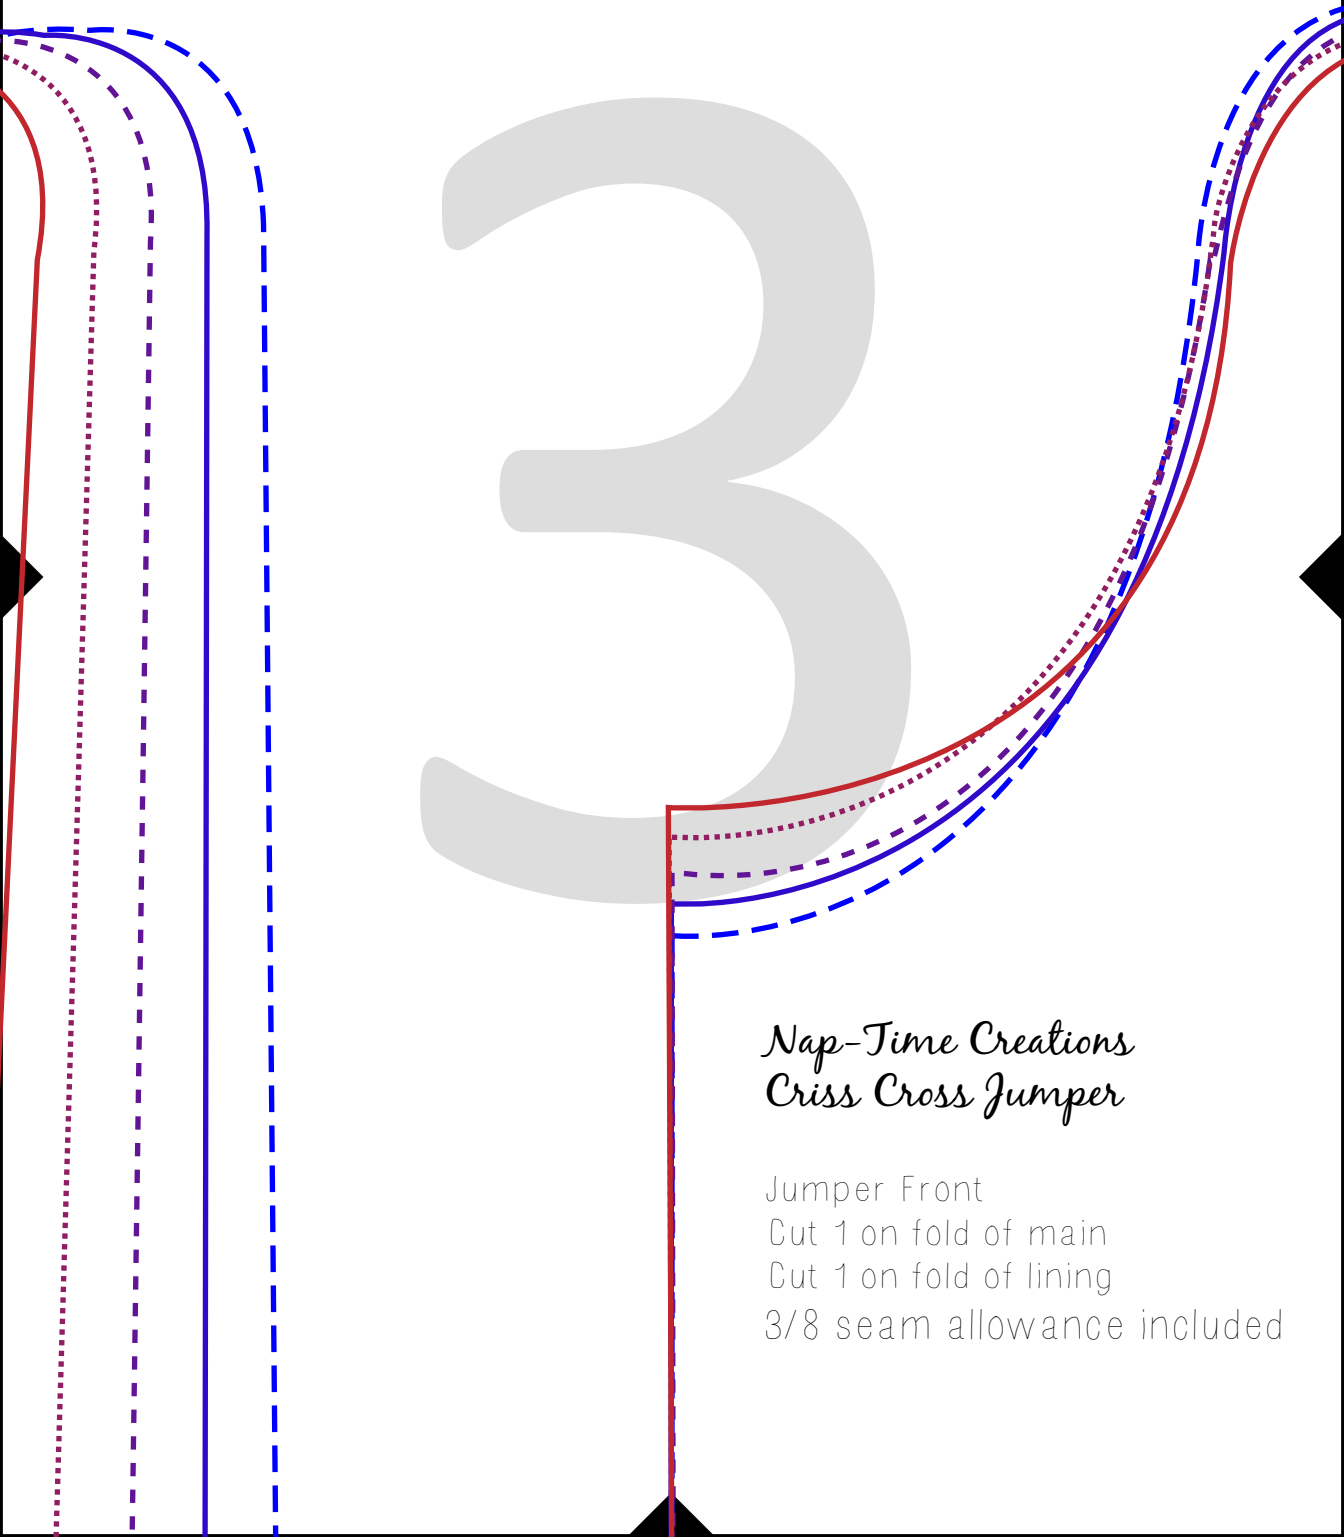 3
Nap-Time Creations
Criss Cross Jumper
Jumper Front
Cut 1 on fold of main
Cut 1 on fold of lining
3/8 seam allowance included